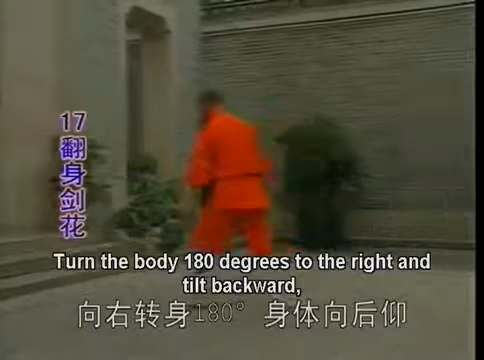 17
翻身剑花
Turn the body 180 degrees to the right and
tilt backward,
向右转身180° 身体向后仰